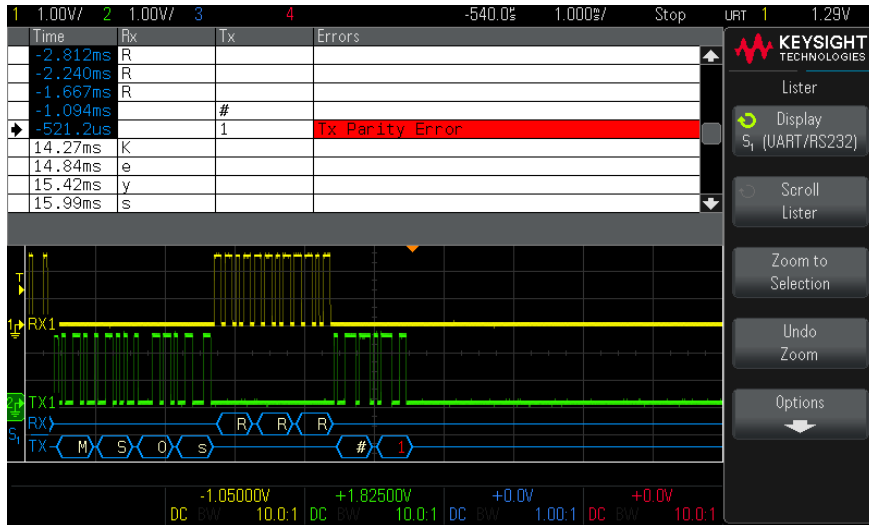 1 1.00V/ 2 1.00V/ 3 4 -540.0us 1.000ms/ Stop URT 1 1.29V
Time Rx Tx Errors
-2.812ms R
-2.240ms R
-1.667ms R
-1.094ms #
-521.2us 1 Tx Parity Error
14.27ms K
14.84ms e
15.42ms y
15.99ms s
KEYSIGHT
TECHNOLOGIES
Lister
Display
S1 (UART/RS232)
Scroll
Lister
Zoom to
Selection
Undo
Zoom
Options
T
1 RX1
2 TX1
S1
RX R R R
TX M S O s # 1
-1.05000V +1.82500V +0.0V +0.0V
DC BW 10.0:1 DC BW 10.0:1 DC BW 1.00:1 DC BW 10.0:1